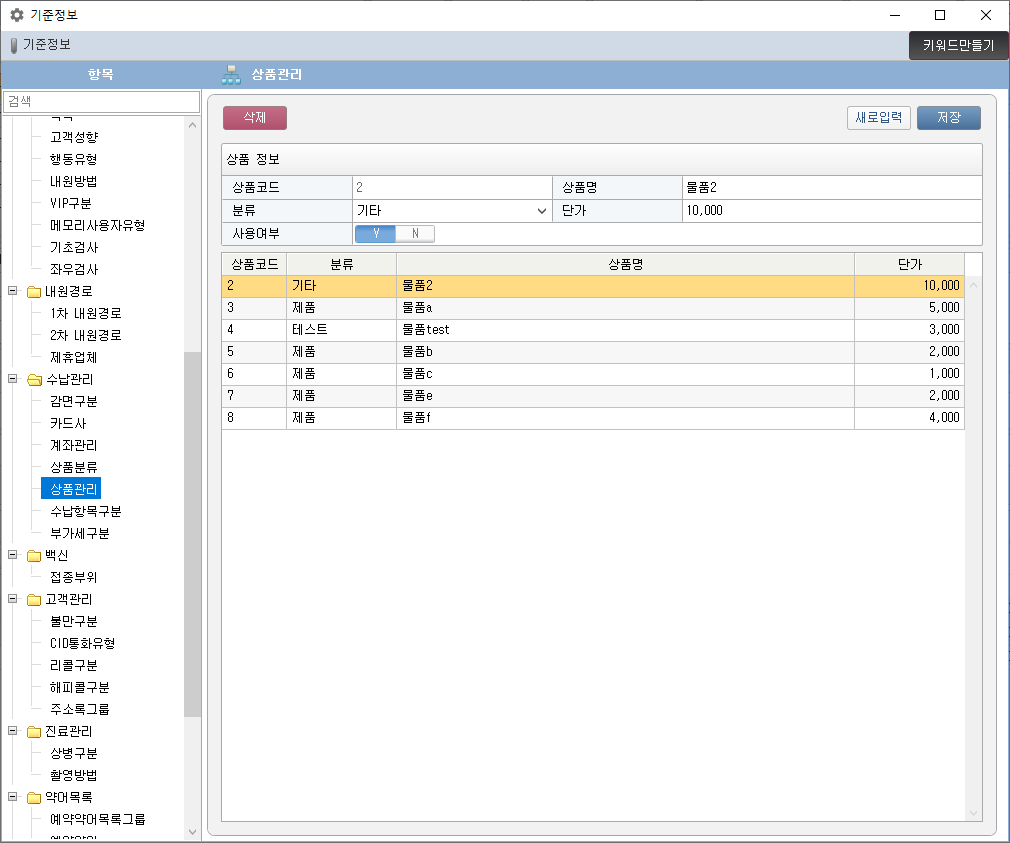 기준정보
기준정보
키워드만들기
항목
상품관리
검색
고객성향
행동유형
내원방법
VIP구분
메모리사용자유형
기초검사
좌우검사
내원경로
1차 내원경로
2차 내원경로
제휴업체
수납관리
감면구분
카드사
계좌관리
상품분류
상품관리
수납항목구분
부가세구분
백신
접종부위
고객관리
불만구분
CID통화유형
리콜구분
해피콜구분
주소록그룹
진료관리
상병구분
촬영방법
약어목록
예약약어목록그룹
삭제 새로입력 저장
상품 정보
상품코드 2 상품명 물품2
분류 기타 단가 10,000
사용여부 Y N
상품코드 분류 상품명 단가
2 기타 물품2 10,000
3 제품 물품a 5,000
4 테스트 물품test 3,000
5 제품 물품b 2,000
6 제품 물품c 1,000
7 제품 물품e 2,000
8 제품 물품f 4,000